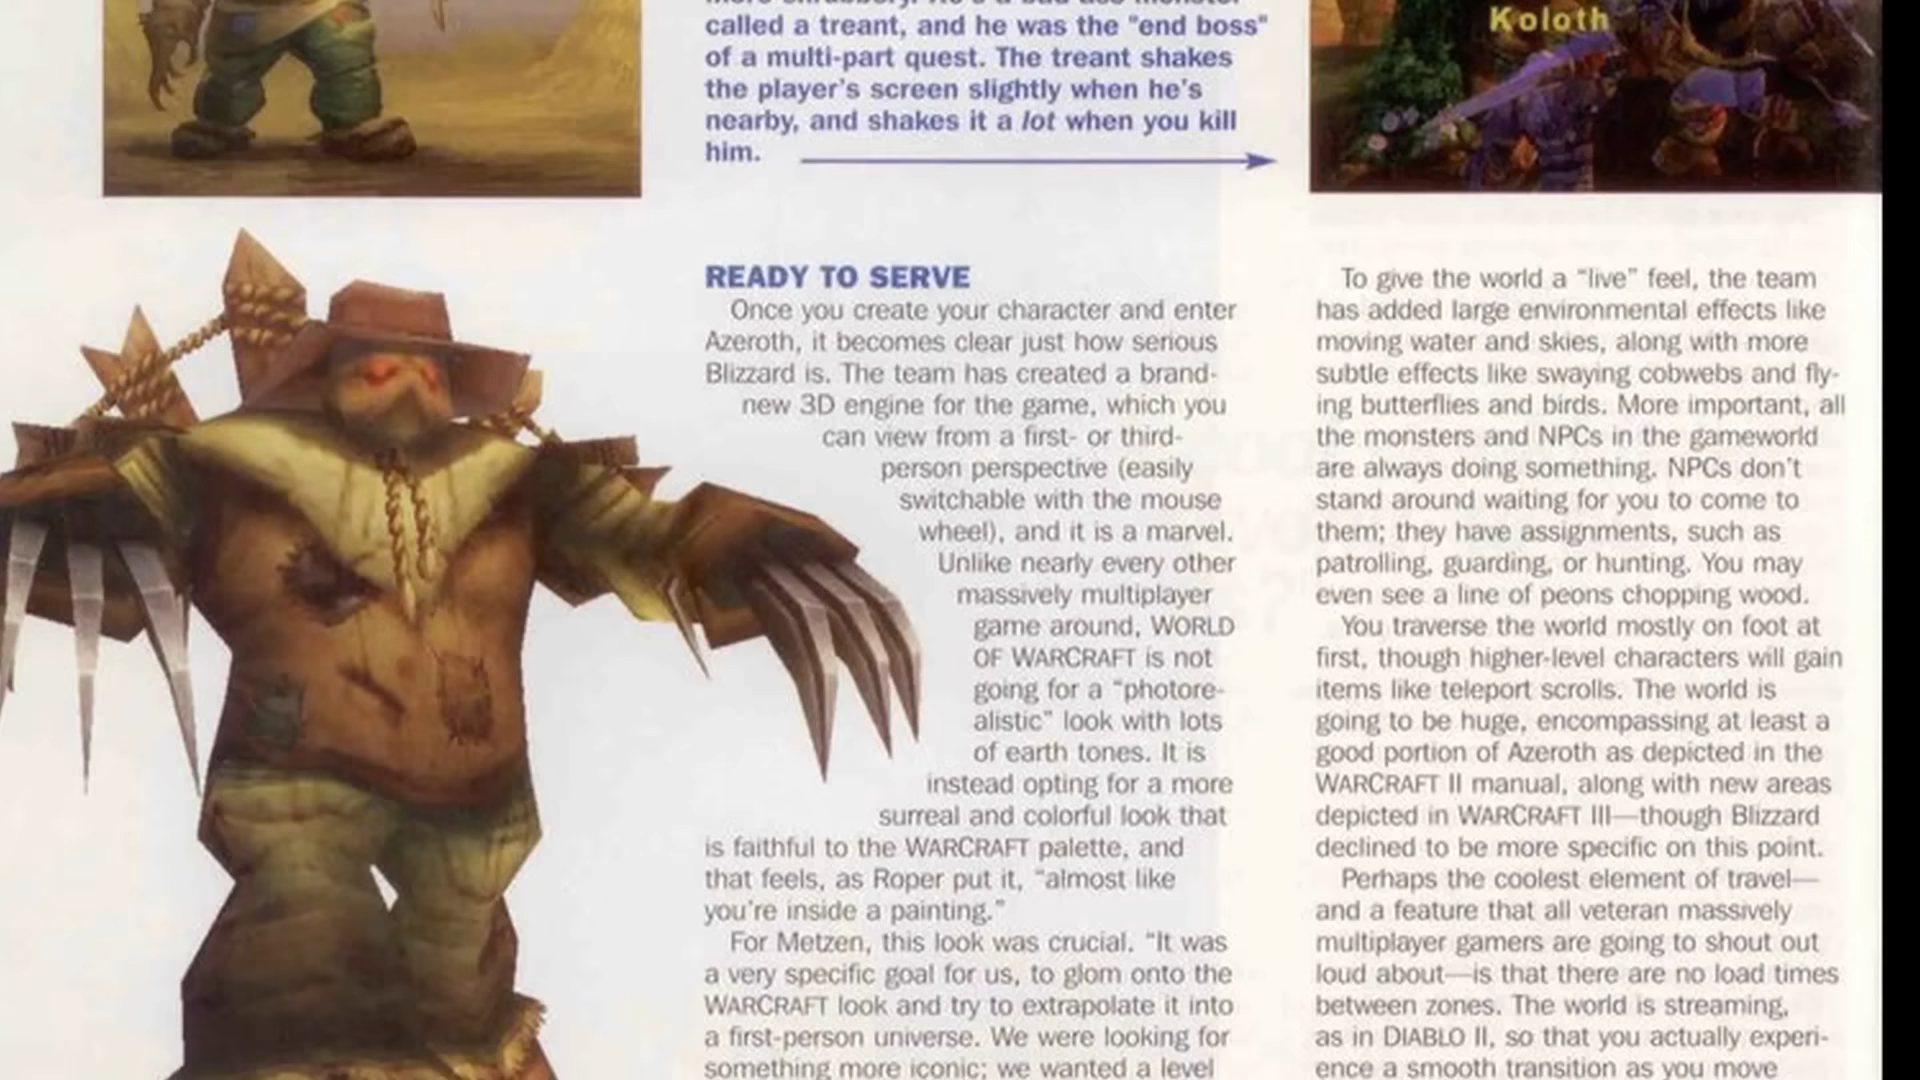 more shrubbery. He's a bad-ass monster
called a treant, and he was the "end boss"
of a multi-part quest. The treant shakes
the player's screen slightly when he's
nearby, and shakes it a lot when you kill
him.
Koloth
READY TO SERVE
Once you create your character and enter
Azeroth, it becomes clear just how serious
Blizzard is. The team has created a brand-
new 3D engine for the game, which you
can view from a first- or third-
person perspective (easily
switchable with the mouse
wheel), and it is a marvel.
Unlike nearly every other
massively multiplayer
game around, WORLD
OF WARCRAFT is not
going for a “photore-
alistic” look with lots
of earth tones. It is
instead opting for a more
surreal and colorful look that
is faithful to the WARCRAFT palette, and
that feels, as Roper put it, “almost like
you're inside a painting.”
For Metzen, this look was crucial. “It was
a very specific goal for us, to glom onto the
WARCRAFT look and try to extrapolate it into
a first-person universe. We were looking for
something more iconic; we wanted a level
To give the world a “live” feel, the team
has added large environmental effects like
moving water and skies, along with more
subtle effects like swaying cobwebs and fly-
ing butterflies and birds. More important, all
the monsters and NPCs in the gameworld
are always doing something. NPCs don't
stand around waiting for you to come to
them; they have assignments, such as
patrolling, guarding, or hunting. You may
even see a line of peons chopping wood.
You traverse the world mostly on foot at
first, though higher-level characters will gain
items like teleport scrolls. The world is
going to be huge, encompassing at least a
good portion of Azeroth as depicted in the
WARCRAFT II manual, along with new areas
depicted in WARCRAFT III—though Blizzard
declined to be more specific on this point.
Perhaps the coolest element of travel—
and a feature that all veteran massively
multiplayer gamers are going to shout out
loud about—is that there are no load times
between zones. The world is streaming,
as in DIABLO II, so that you actually experi-
ence a smooth transition as you move